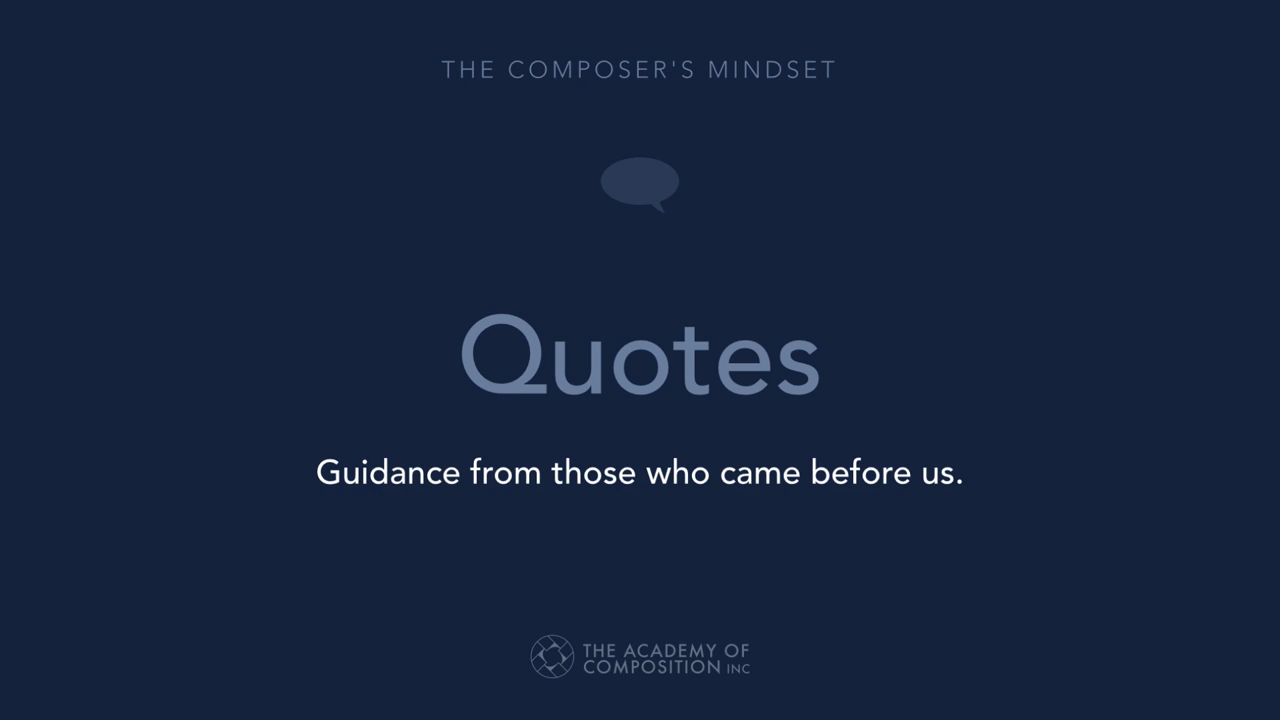 THE COMPOSER'S MINDSET
Quotes
Guidance from those who came before us.
THE ACADEMY OF
COMPOSITION INC